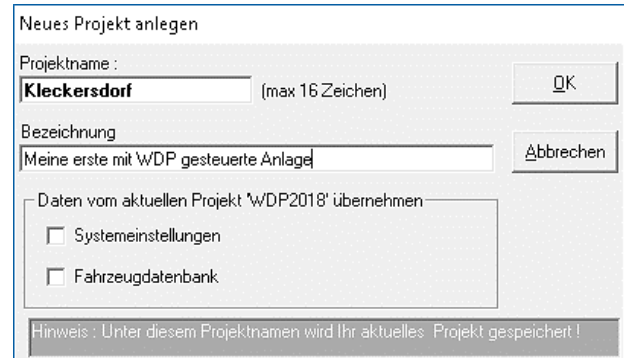 Neues Projekt anlegen
Projektname :
Kleckersdorf
(max 16 Zeichen)
OK
Bezeichnung
Meine erste mit WDP gesteuerte Anlage
Abbrechen
Daten vom aktuellen Projekt 'WDP2018' übernehmen
Systemeinstellungen
Fahrzeugdatenbank
Hinweis : Unter diesem Projektnamen wird Ihr aktuelles Projekt gespeichert !